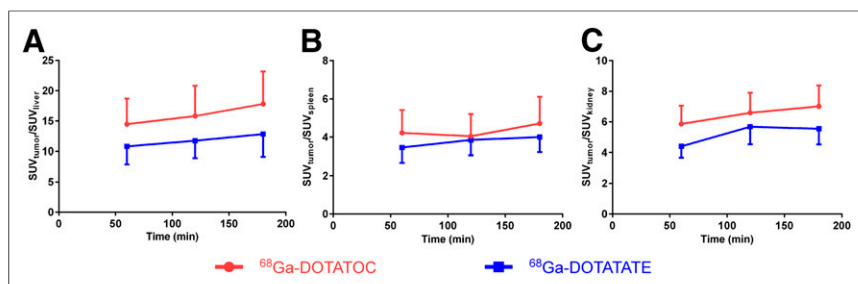 A
B
C
SUVtumor/SUVliver
25
20
15
10
5
0
0
50
100
150
200
Time (min)
SUVtumor/SUVspleen
8
6
4
2
0
0
50
100
150
200
Time (min)
SUVtumor/SUVkidney
10
8
6
4
2
0
0
50
100
150
200
Time (min)
68Ga-DOTATOC
68Ga-DOTATATE